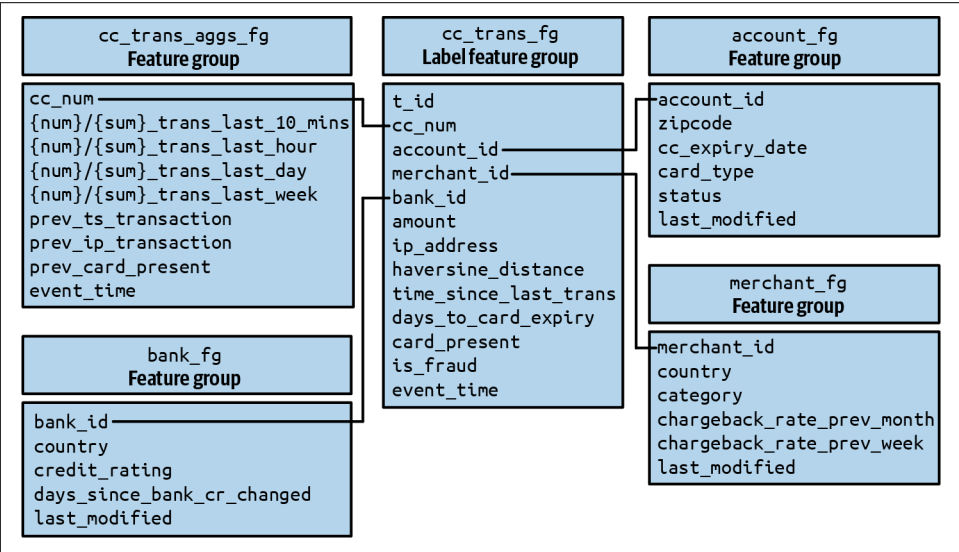 cc_trans_aggs_fg
Feature group
cc_num
{num}/{sum}_trans_last_10_mins
{num}/{sum}_trans_last_hour
{num}/{sum}_trans_last_day
{num}/{sum}_trans_last_week
prev_ts_transaction
prev_ip_transaction
prev_card_present
event_time
bank_fg
Feature group
bank_id
country
credit_rating
days_since_bank_cr_changed
last_modified
cc_trans_fg
Label feature group
t_id
cc_num
account_id
merchant_id
bank_id
amount
ip_address
haversine_distance
time_since_last_trans
days_to_card_expiry
card_present
is_fraud
event_time
account_fg
Feature group
account_id
zipcode
cc_expiry_date
card_type
status
last_modified
merchant_fg
Feature group
merchant_id
country
category
chargeback_rate_prev_month
chargeback_rate_prev_week
last_modified